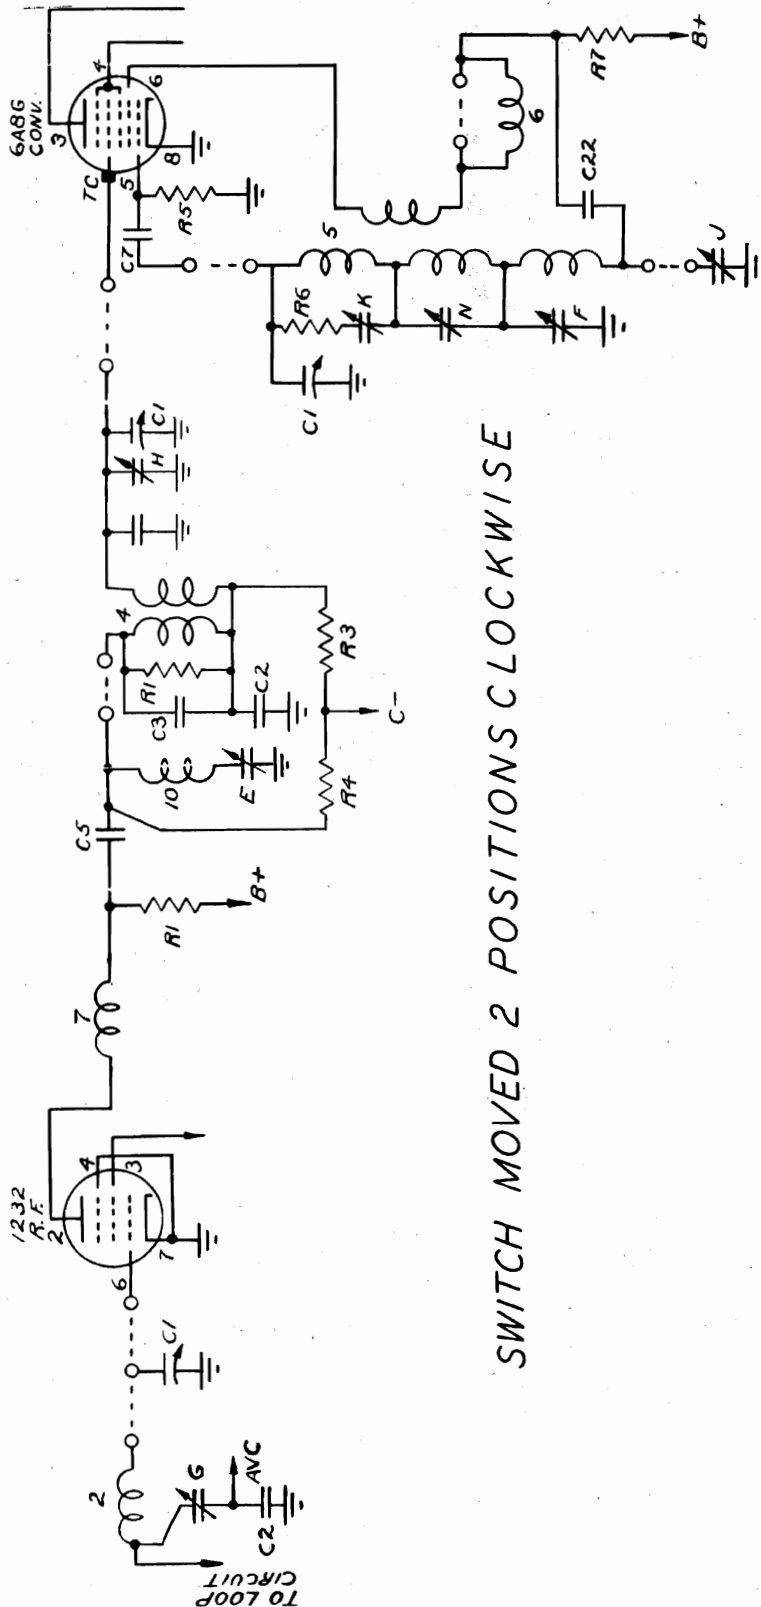 TO LOOP
CIRCUIT
2
G
AVC
C2
C1
1232
R.F.
2
6
7
4
3
7
R1
B+
C5
10
E
C3
R1
4
C2
R4
R3
C-
H
C1
6A8G
CONV.
3
4
TC
5
6
8
C7
R5
C1
R6
K
N
F
5
J
6
C22
R7
B+
SWITCH MOVED 2 POSITIONS CLOCKWISE